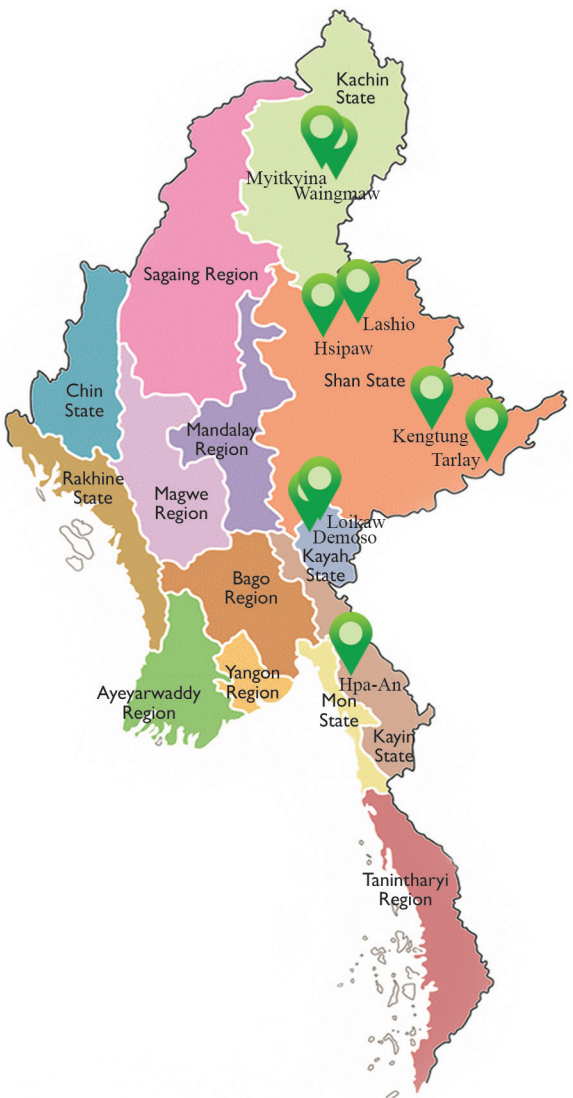 Kachin
State
Myitkyina
Waingmaw
Sagaing Region
Lashio
Hsipaw
Shan State
Chin
State
Kengtung
Mandalay
Region
Tarlay
Rakhine
State
Magwe
Region
Loikaw
Demoso
Kayah
State
Bago
Region
Yangon
Region
Hpa-An
Ayeyarwaddy
Region
Mon
State
Kayin
State
Tanintharyi
Region